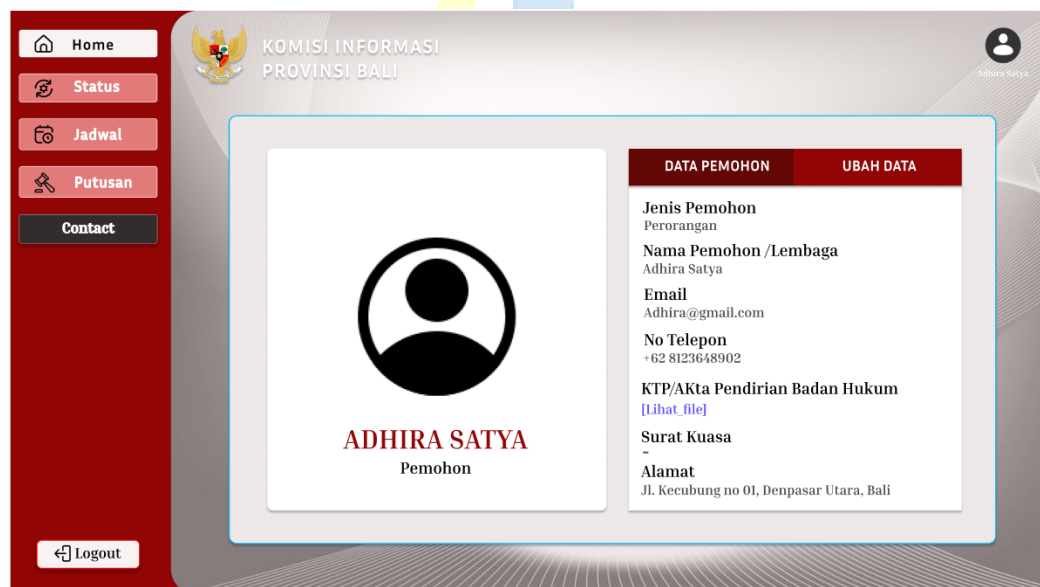 Home
Status
Jadwal
Putusan
Contact
Logout
KOMISI INFORMASI
PROVINSI BALI
Adhira Satya
ADHIRA SATYA
Pemohon
DATA PEMOHON
UBAH DATA
Jenis Pemohon
Perorangan
Nama Pemohon /Lembaga
Adhira Satya
Email
Adhira@gmail.com
No Telepon
+62 8123648902
KTP/AKta Pendirian Badan Hukum
[Lihat_file]
Surat Kuasa
-
Alamat
Jl. Kecubung no 01, Denpasar Utara, Bali